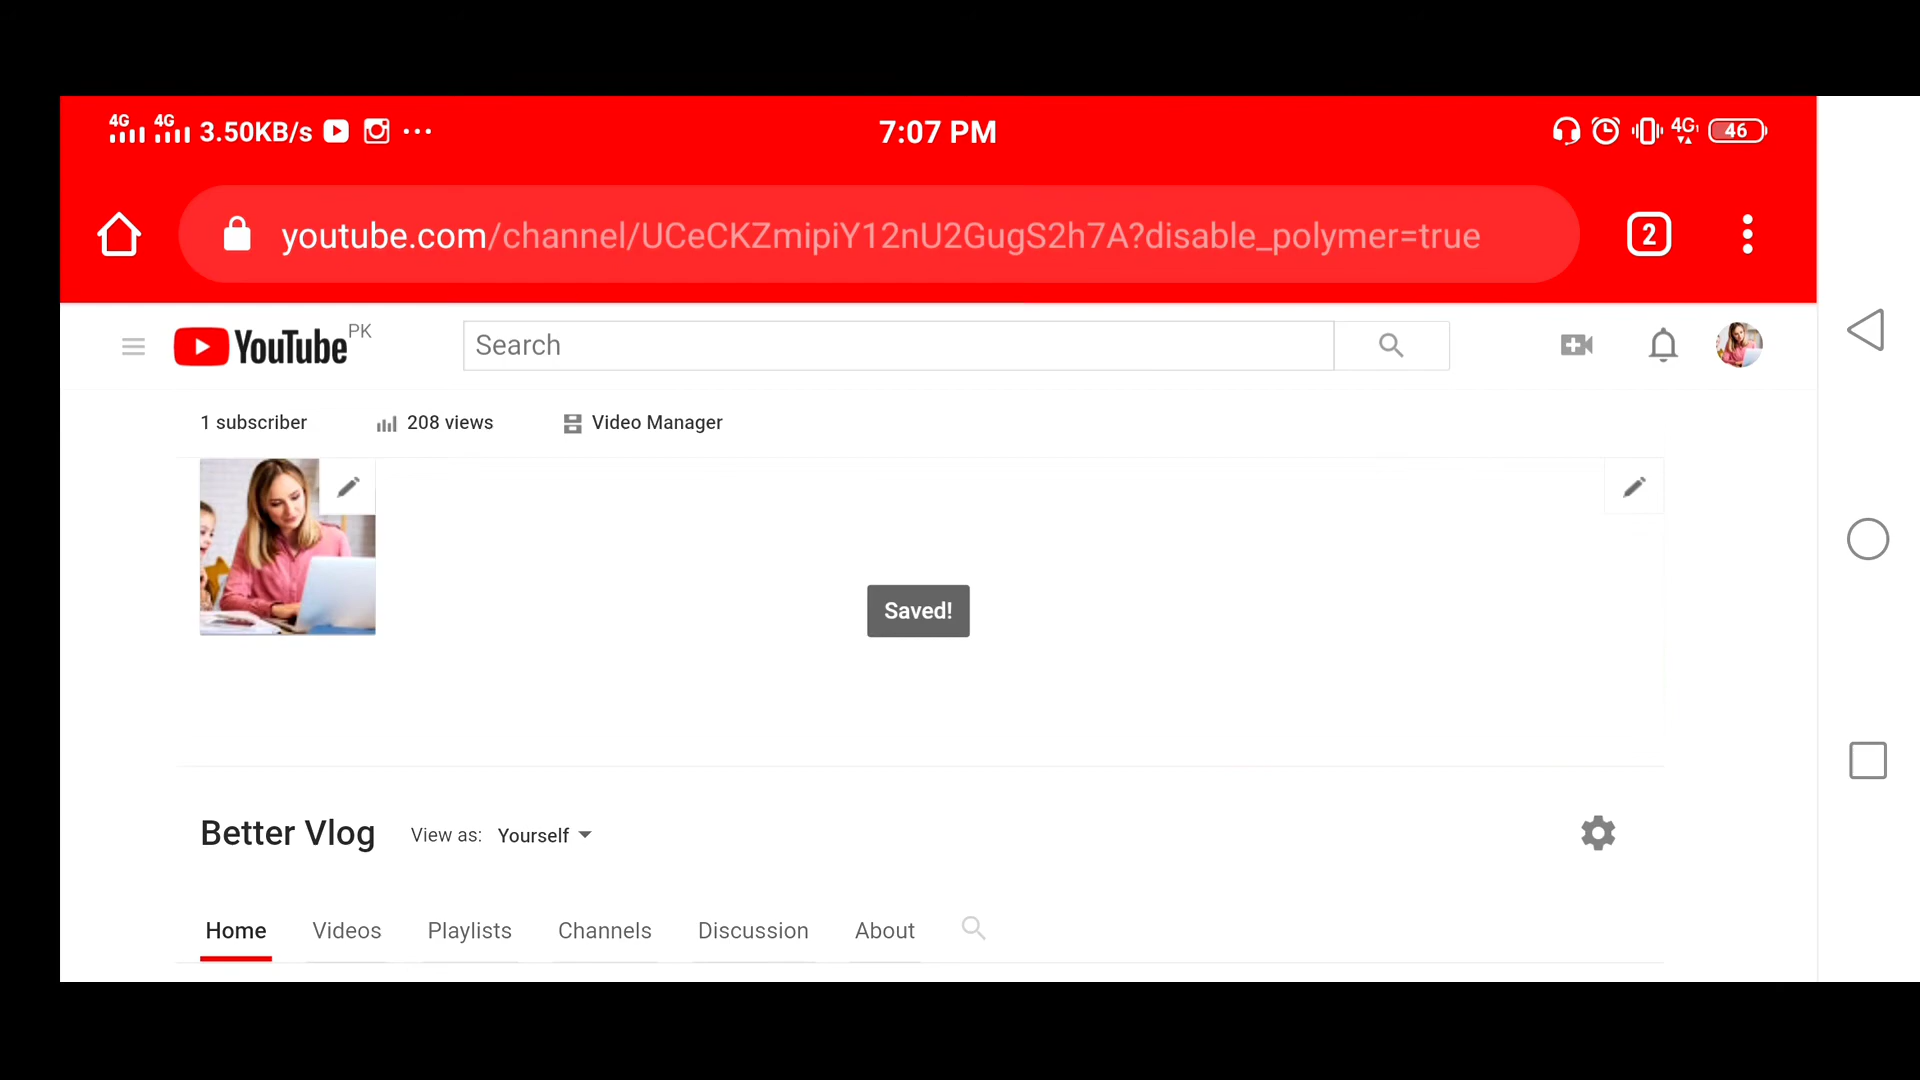 4G 4G 3.50KB/s 7:07 PM 4G 46
youtube.com/channel/UCeCKZmipiY12nU2GugS2h7A?disable_polymer=true 2
YouTube PK Search
1 subscriber 208 views Video Manager
Saved!
Better Vlog View as: Yourself
Home Videos Playlists Channels Discussion About